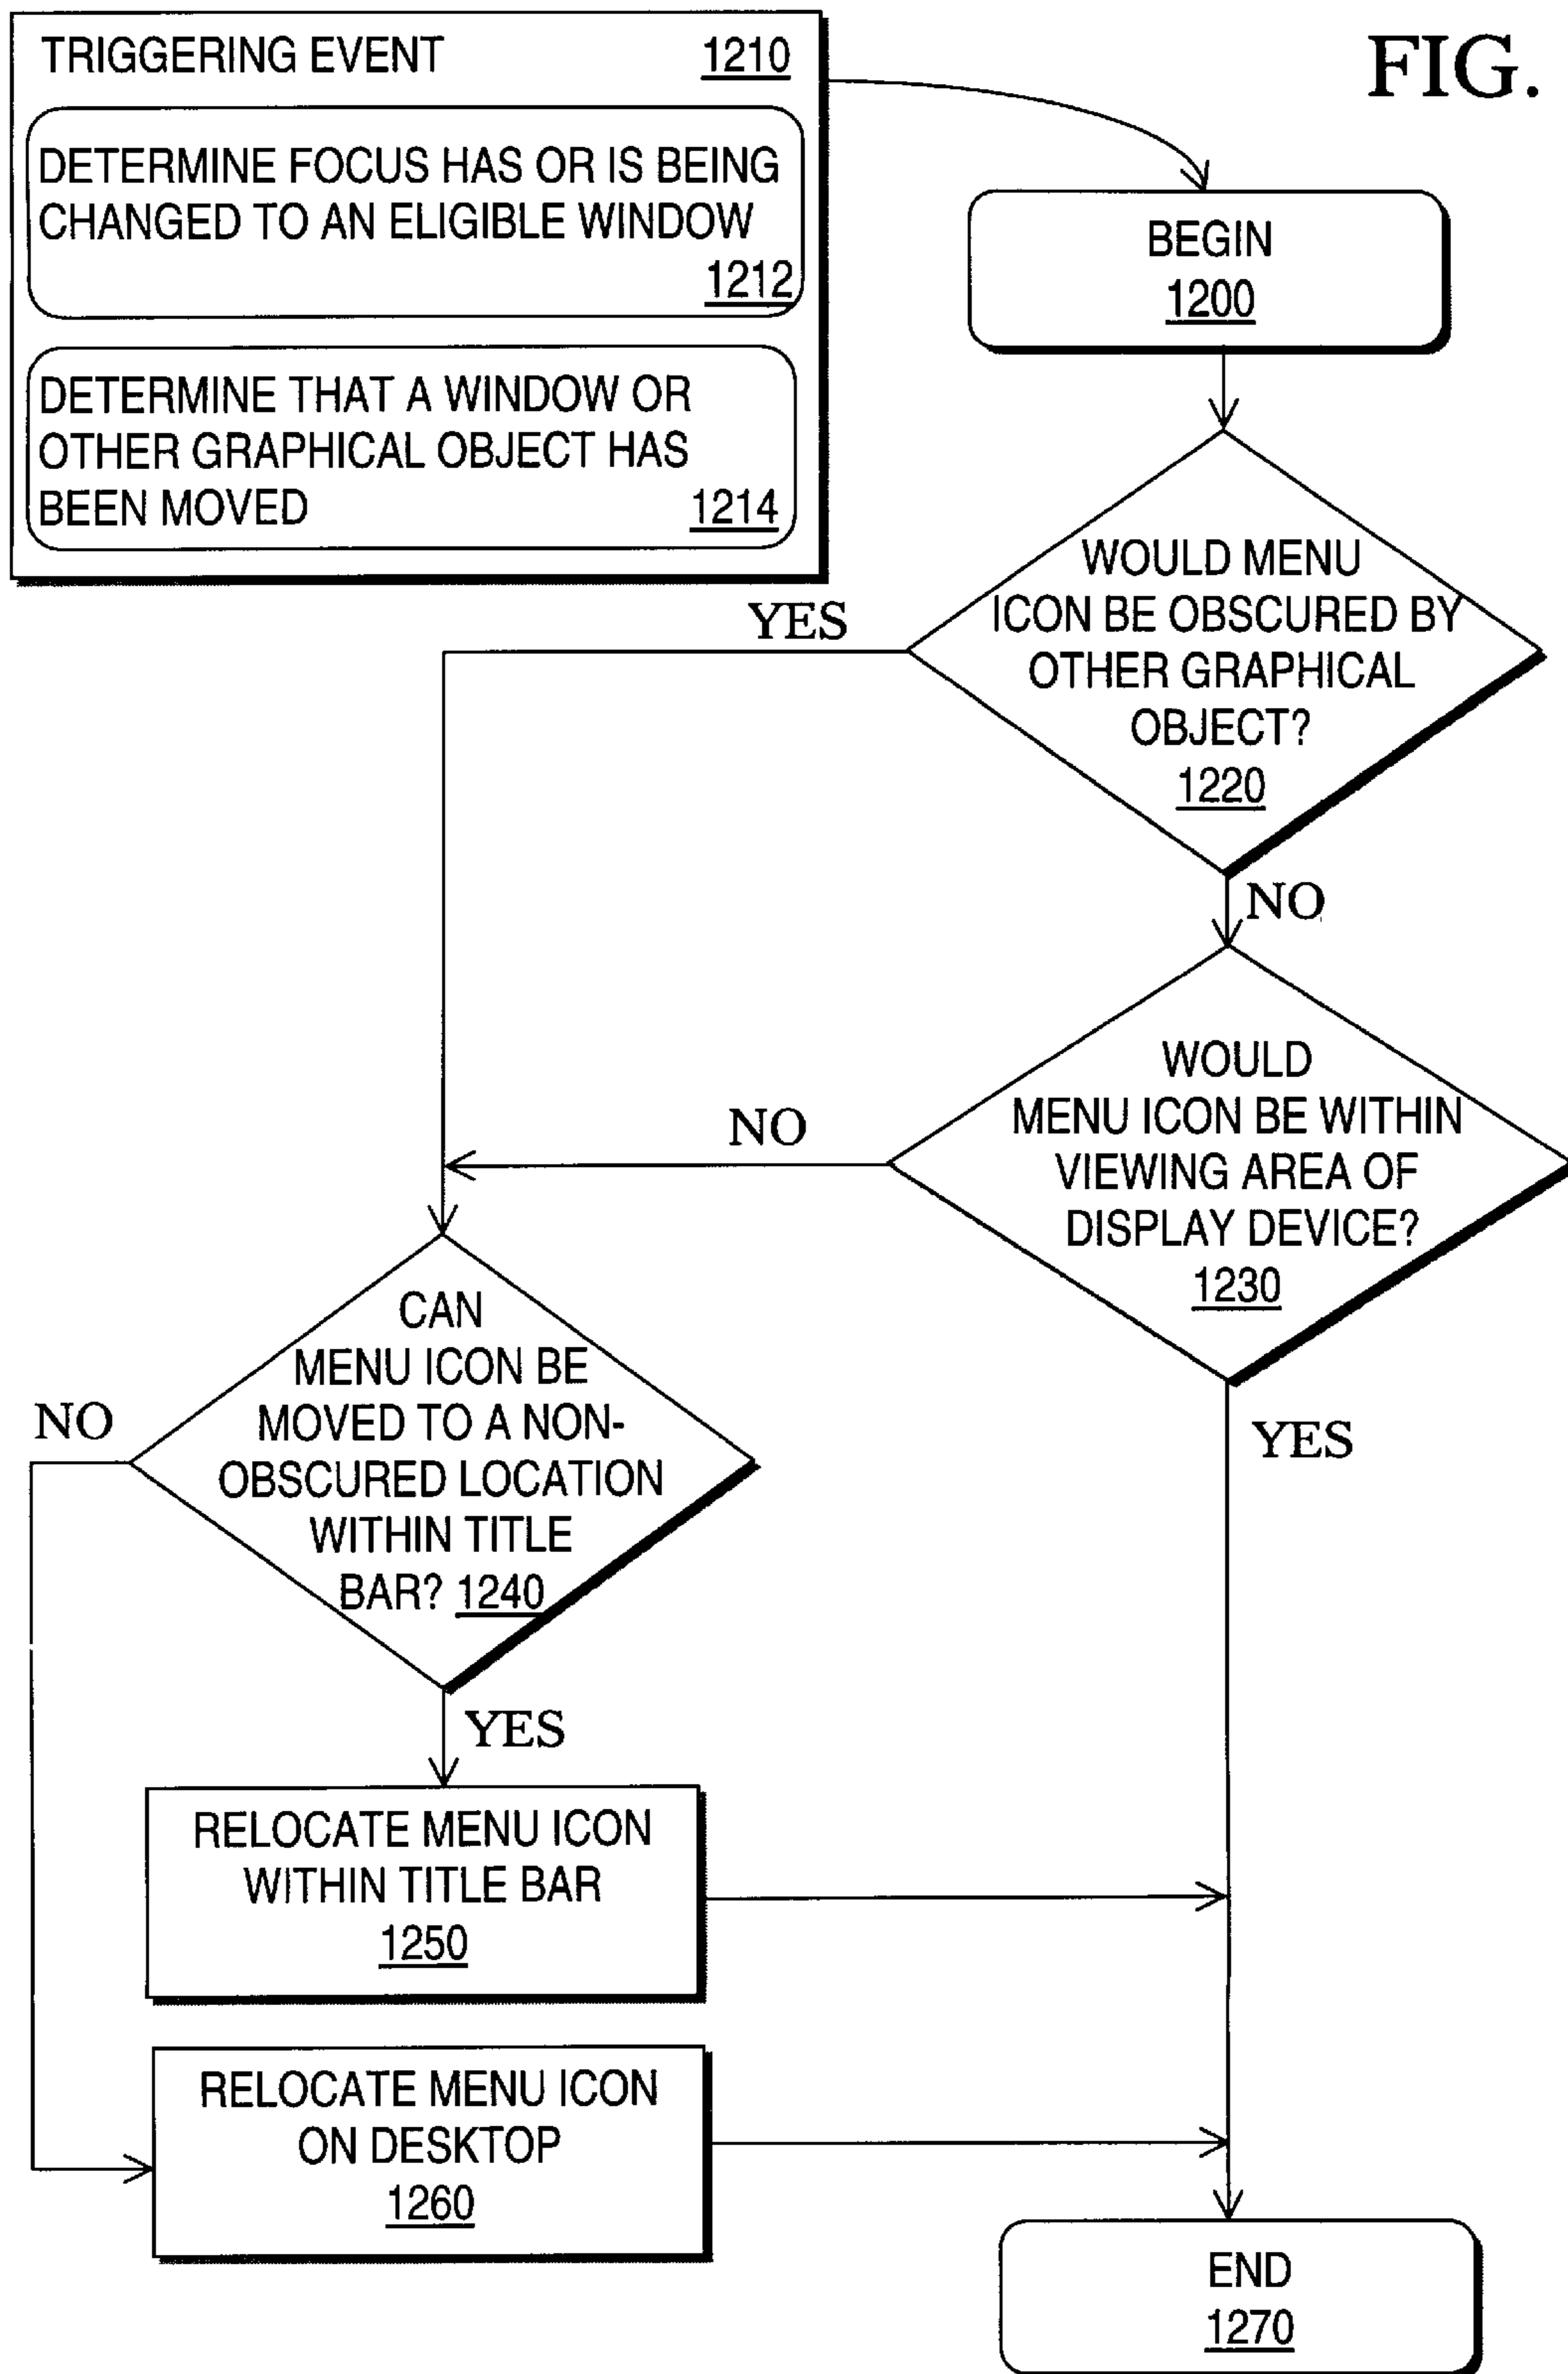 FIG.
TRIGGERING EVENT 1210
DETERMINE FOCUS HAS OR IS BEING
CHANGED TO AN ELIGIBLE WINDOW
1212
DETERMINE THAT A WINDOW OR
OTHER GRAPHICAL OBJECT HAS
BEEN MOVED 1214
BEGIN
1200
WOULD MENU
ICON BE OBSCURED BY
OTHER GRAPHICAL
OBJECT?
1220
YES
NO
WOULD
MENU ICON BE WITHIN
VIEWING AREA OF
DISPLAY DEVICE?
1230
NO
YES
CAN
MENU ICON BE
MOVED TO A NON-
OBSCURED LOCATION
WITHIN TITLE
BAR? 1240
NO
YES
RELOCATE MENU ICON
WITHIN TITLE BAR
1250
RELOCATE MENU ICON
ON DESKTOP
1260
END
1270